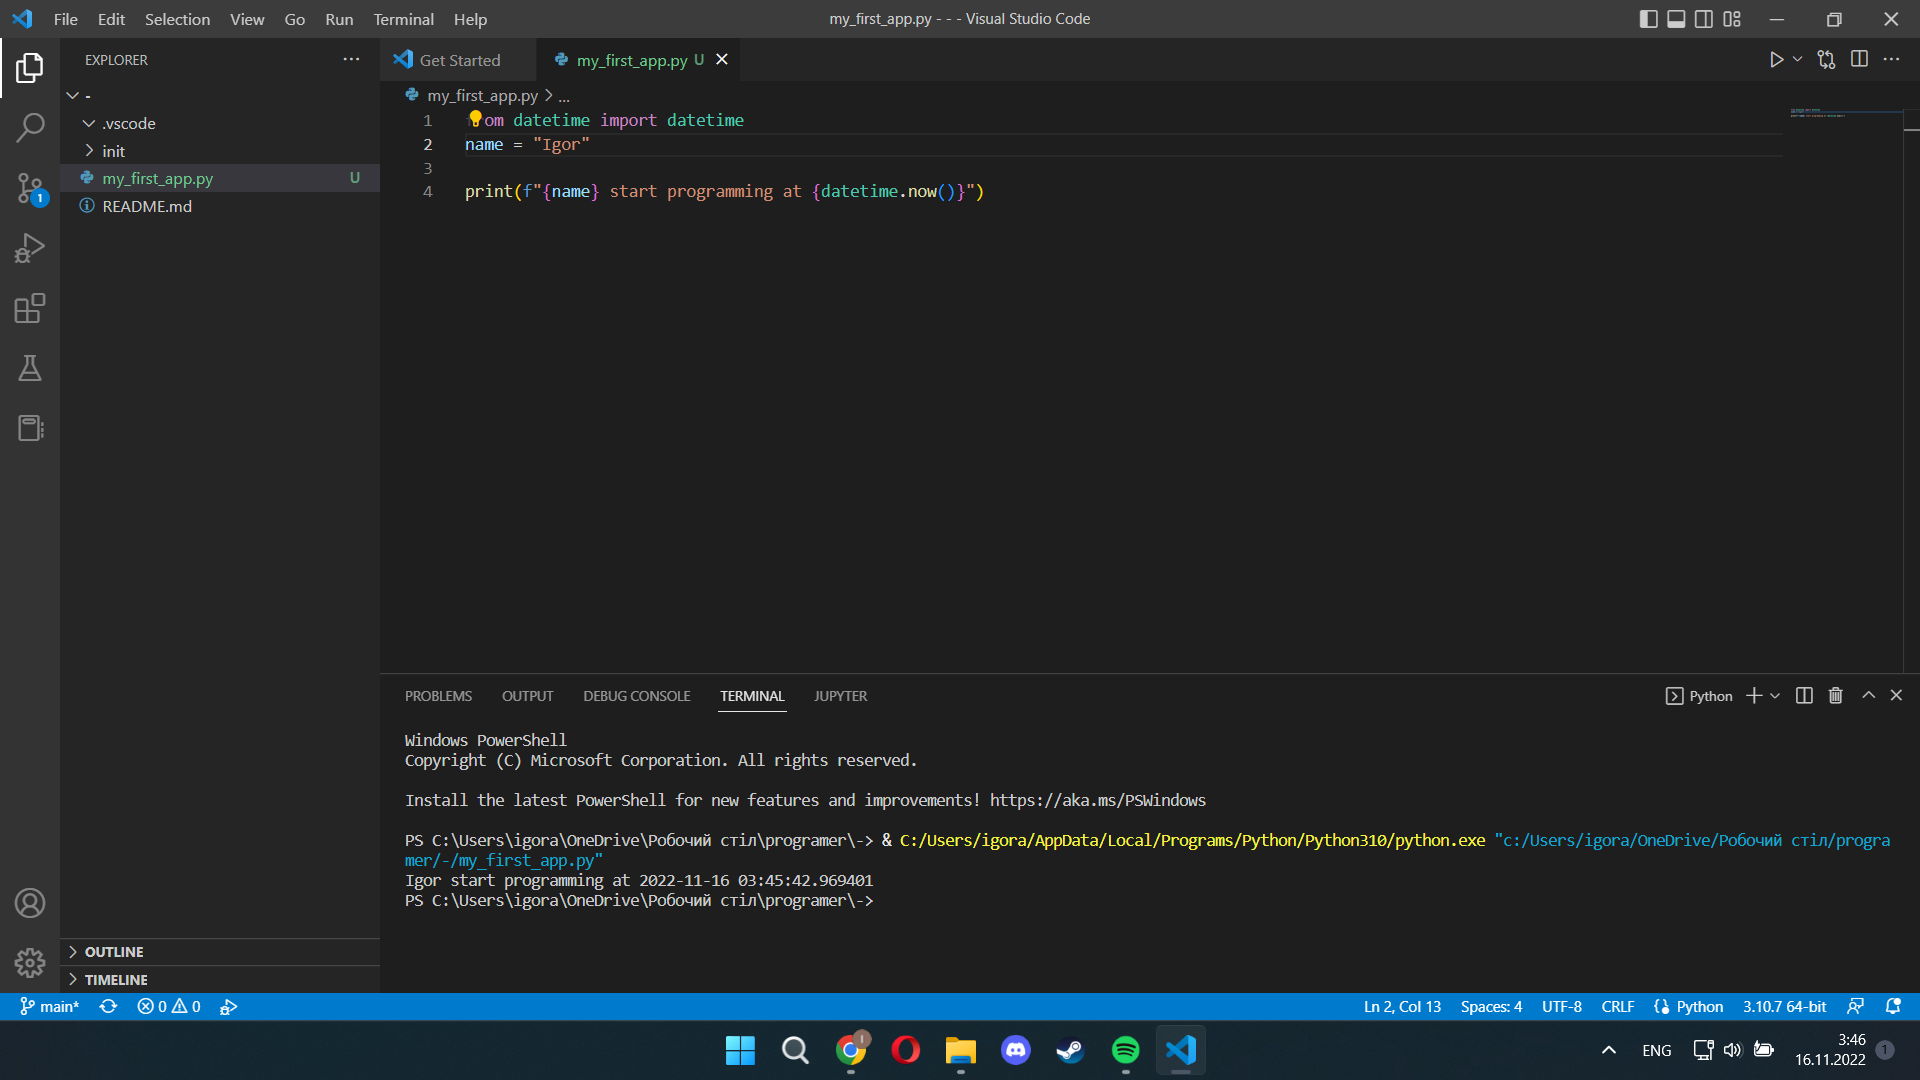 File Edit Selection View Go Run Terminal Help
my_first_app.py - - - Visual Studio Code
EXPLORER
-
.vscode
init
my_first_app.py U
README.md
OUTLINE
TIMELINE
1
Get Started
my_first_app.py U
my_first_app.py > ...
1 from datetime import datetime
2 name = "Igor"
3
4 print(f"{name} start programming at {datetime.now()}")
PROBLEMS OUTPUT DEBUG CONSOLE TERMINAL JUPYTER
Python
Windows PowerShell
Copyright (C) Microsoft Corporation. All rights reserved.
Install the latest PowerShell for new features and improvements! https://aka.ms/PSWindows
PS C:\Users\igora\OneDrive\Робочий стіл\programer\-> & C:/Users/igora/AppData/Local/Programs/Python/Python310/python.exe "c:/Users/igora/OneDrive/Робочий стіл/progra
mer/-/my_first_app.py"
Igor start programming at 2022-11-16 03:45:42.969401
PS C:\Users\igora\OneDrive\Робочий стіл\programer\->
main* 0 0
Ln 2, Col 13 Spaces: 4 UTF-8 CRLF Python 3.10.7 64-bit
I
ENG
3:46
16.11.2022
1